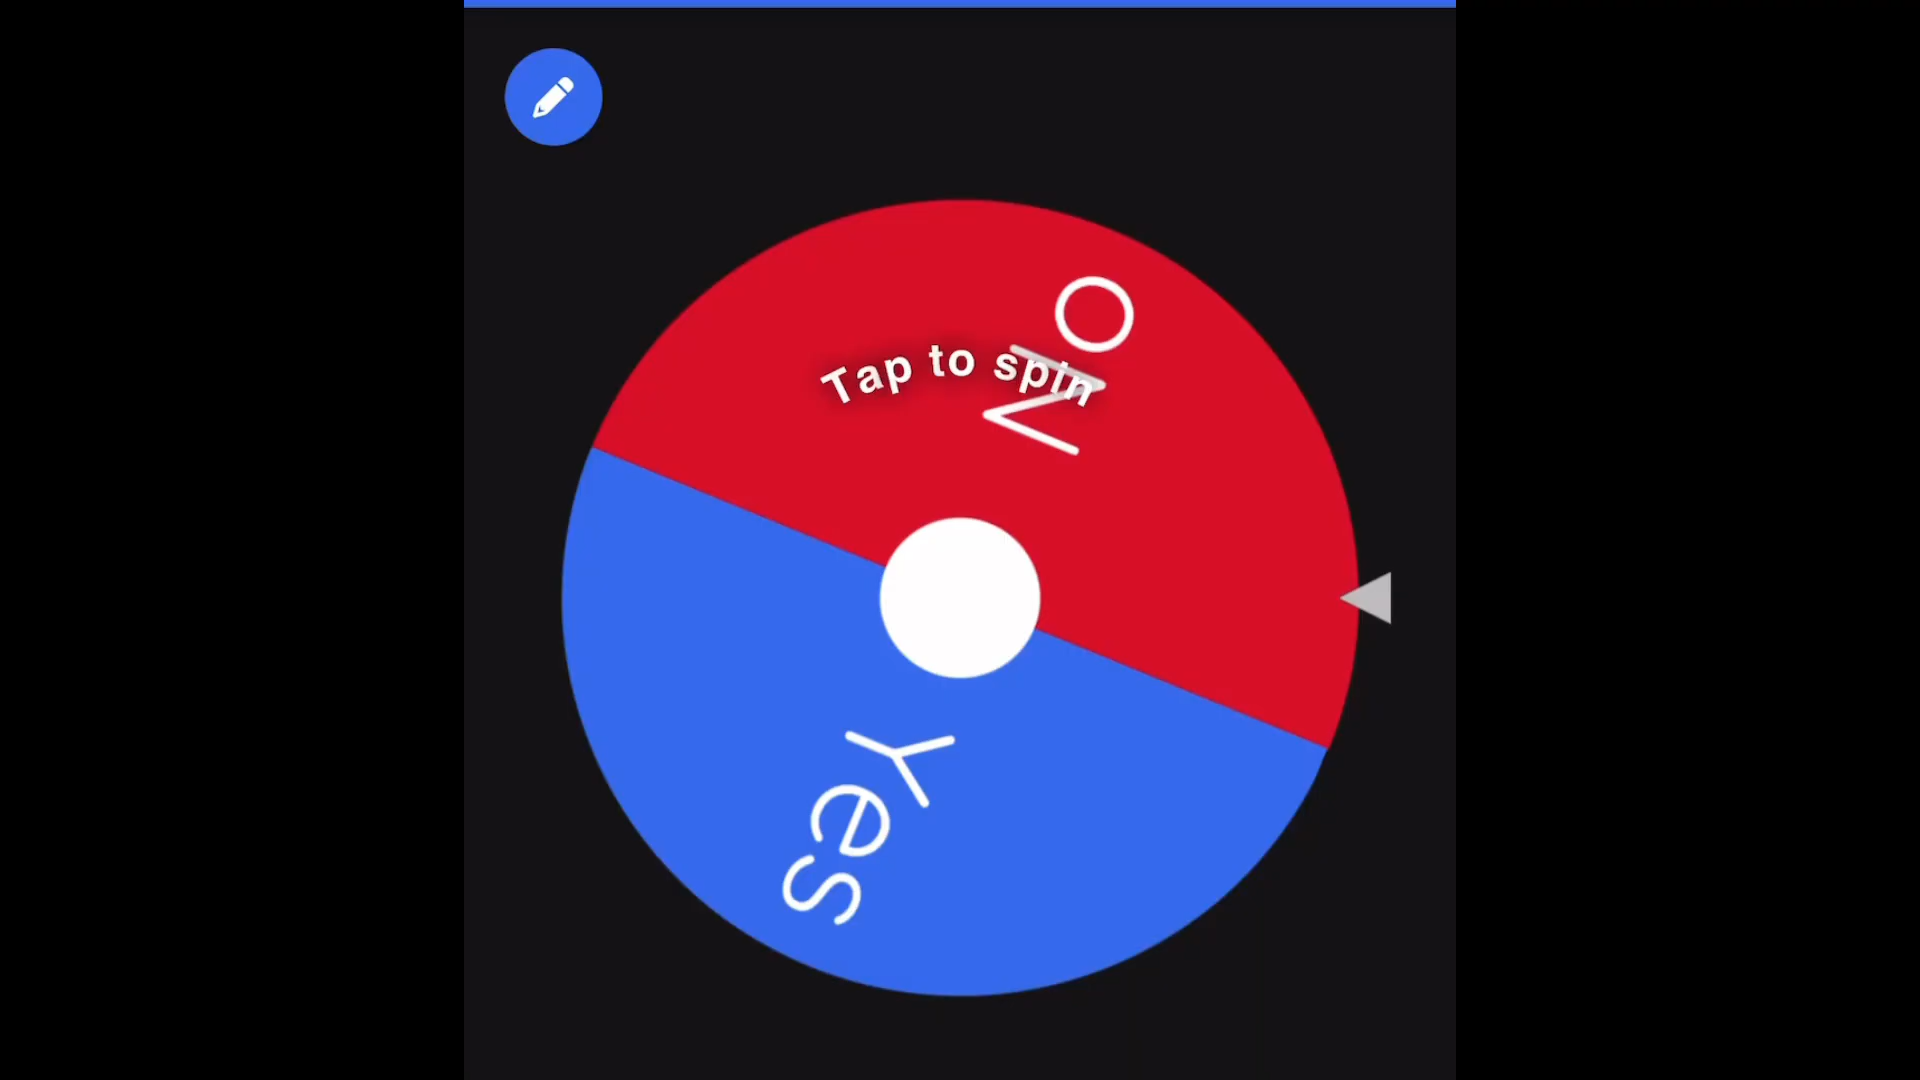 Tap to spin
No
Yes